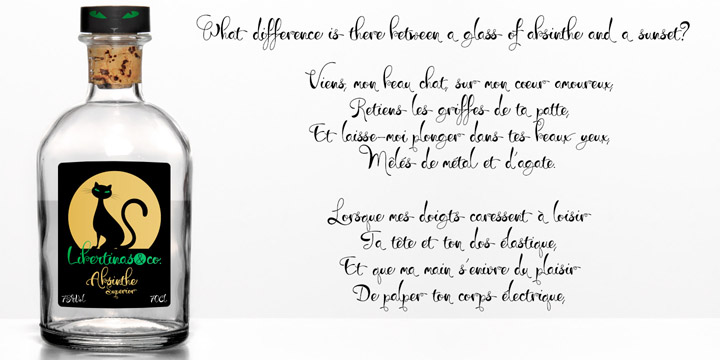 What difference is there between a glass of absinthe and a sunset?
Viens, mon beau chat, sur mon cœur amoureux;
Retiens les griffes de ta patte,
Et laisse-moi plonger dans tes beaux yeux,
Mêlés de métal et d'agate.
Lorsque mes doigts caressent à loisir
Ta tête et ton dos élastique,
Et que ma main s'enivre du plaisir
De palper ton corps électrique,
Libertinas&co.
Absinthe
Superior
75%Vol. 70CL